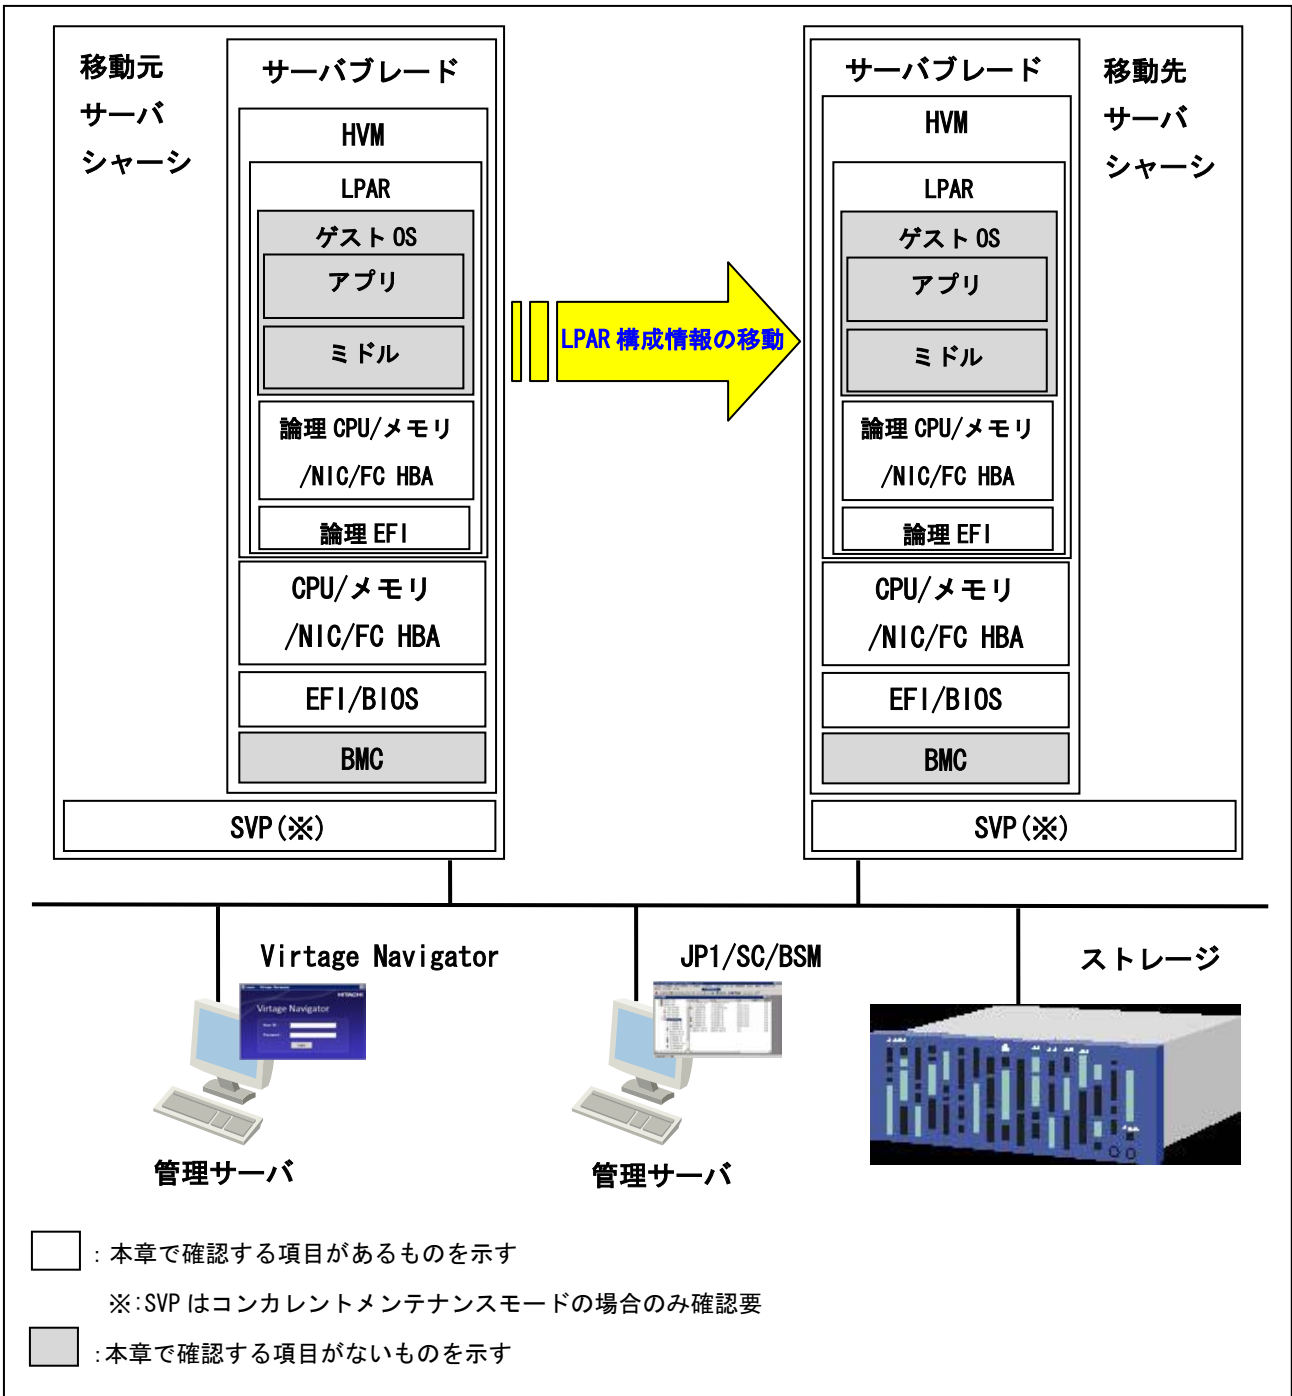 移動元
サーバ
シャーシ
サーバブレード
HVM
LPAR
ゲスト OS
アプリ
ミドル
論理 CPU/メモリ
/NIC/FC HBA
論理 EFI
CPU/メモリ
/NIC/FC HBA
EFI/BIOS
BMC
SVP(※)
LPAR 構成情報の移動
サーバブレード
HVM
LPAR
ゲスト OS
アプリ
ミドル
論理 CPU/メモリ
/NIC/FC HBA
論理 EFI
CPU/メモリ
/NIC/FC HBA
EFI/BIOS
BMC
SVP(※)
移動先
サーバ
シャーシ
Virtage Navigator
HITACHI
Virtage Navigator
管理サーバ
JP1/SC/BSM
管理サーバ
ストレージ
：本章で確認する項目があるものを示す
※：SVP はコンカレントメンテナンスモードの場合のみ確認要
：本章で確認する項目がないものを示す